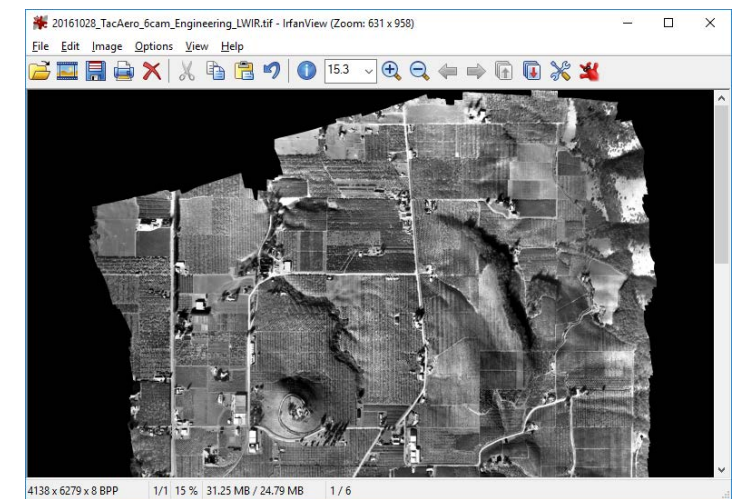 20161028_TacAero_6cam_Engineering_LWIR.tif - IrfanView (Zoom: 631 x 958)
File Edit Image Options View Help
15.3
4138 x 6279 x 8 BPP 1/1 15 % 31.25 MB / 24.79 MB 1 / 6